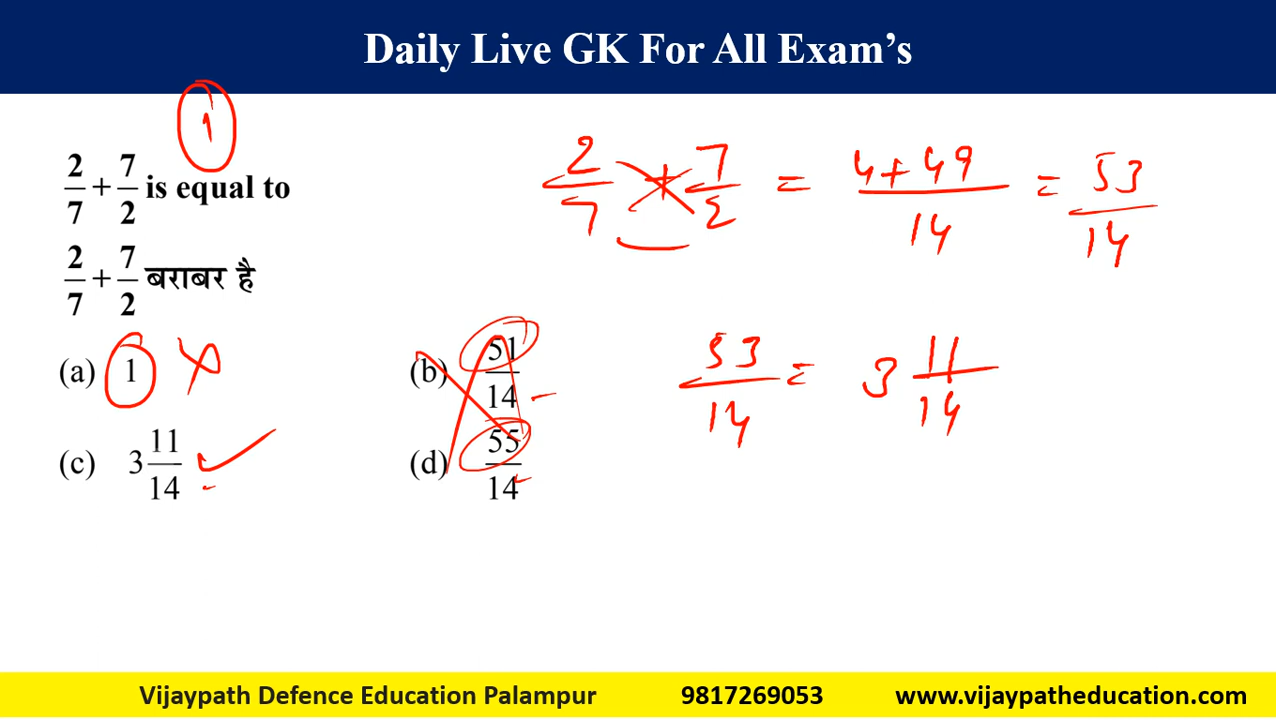 Daily Live GK For All Exam’s
1
2/7 + 7/2 is equal to
2/7 + 7/2 बराबर है
(a) 1
(b) 51/14
(c) 3 11/14
(d) 55/14
2/7 + 7/2 = 4+49/14 = 53/14
53/14 = 3 11/14
Vijaypath Defence Education Palampur 9817269053 www.vijaypatheducation.com